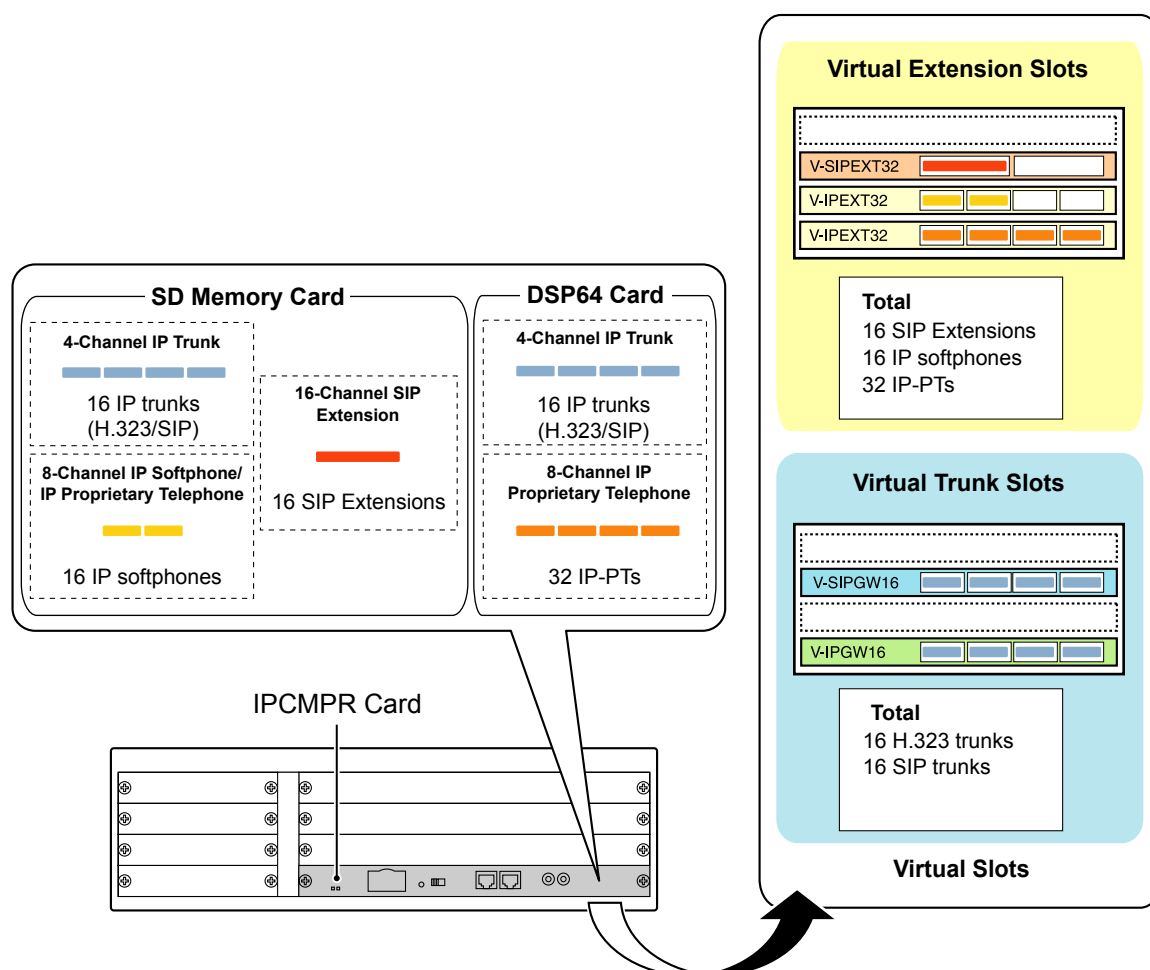 SD Memory Card
4-Channel IP Trunk
16 IP trunks
(H.323/SIP)
8-Channel IP Softphone/
IP Proprietary Telephone
16 IP softphones
16-Channel SIP
Extension
16 SIP Extensions
DSP64 Card
4-Channel IP Trunk
16 IP trunks
(H.323/SIP)
8-Channel IP
Proprietary Telephone
32 IP-PTs
IPCMPR Card
Virtual Extension Slots
V-SIPEXT32
V-IPEXT32
V-IPEXT32
Total
16 SIP Extensions
16 IP softphones
32 IP-PTs
Virtual Trunk Slots
V-SIPGW16
V-IPGW16
Total
16 H.323 trunks
16 SIP trunks
Virtual Slots